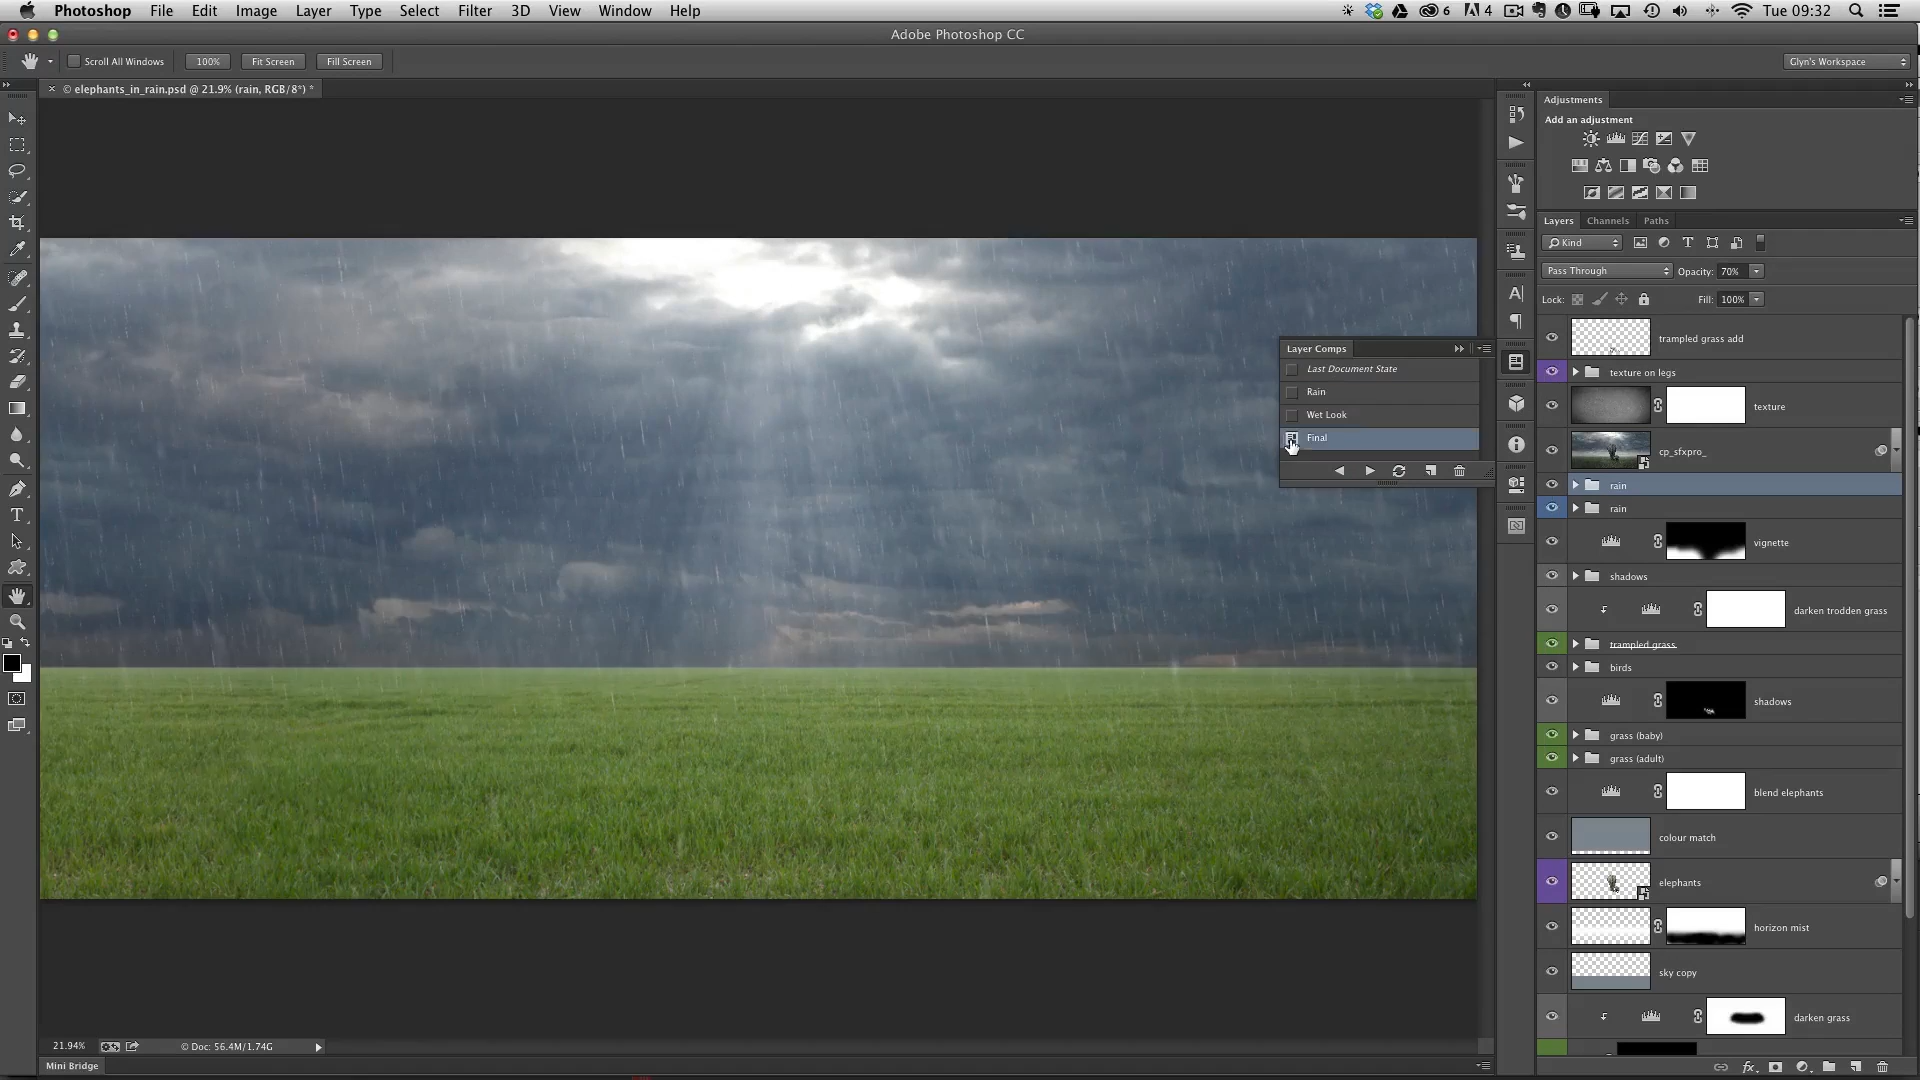 Photoshop File Edit Image Layer Type Select Filter 3D View Window Help 6 4 Tue 09:32
Adobe Photoshop CC
Scroll All Windows 100% Fit Screen Fill Screen Glyn's Workspace
× © elephants_in_rain.psd @ 21.9% (rain, RGB/8*) *
Adjustments
Add an adjustment
Layers Channels Paths
Kind
Pass Through Opacity: 70%
Lock: Fill: 100%
trampled grass add
texture on legs
texture
cp_sfxpro_
rain
rain
vignette
shadows
darken trodden grass
trampled grass
birds
shadows
grass (baby)
grass (adult)
blend elephants
colour match
elephants
horizon mist
sky copy
darken grass
Layer Comps
Last Document State
Rain
Wet Look
Final
21.94% © Doc: 56.4M/1.74G
Mini Bridge